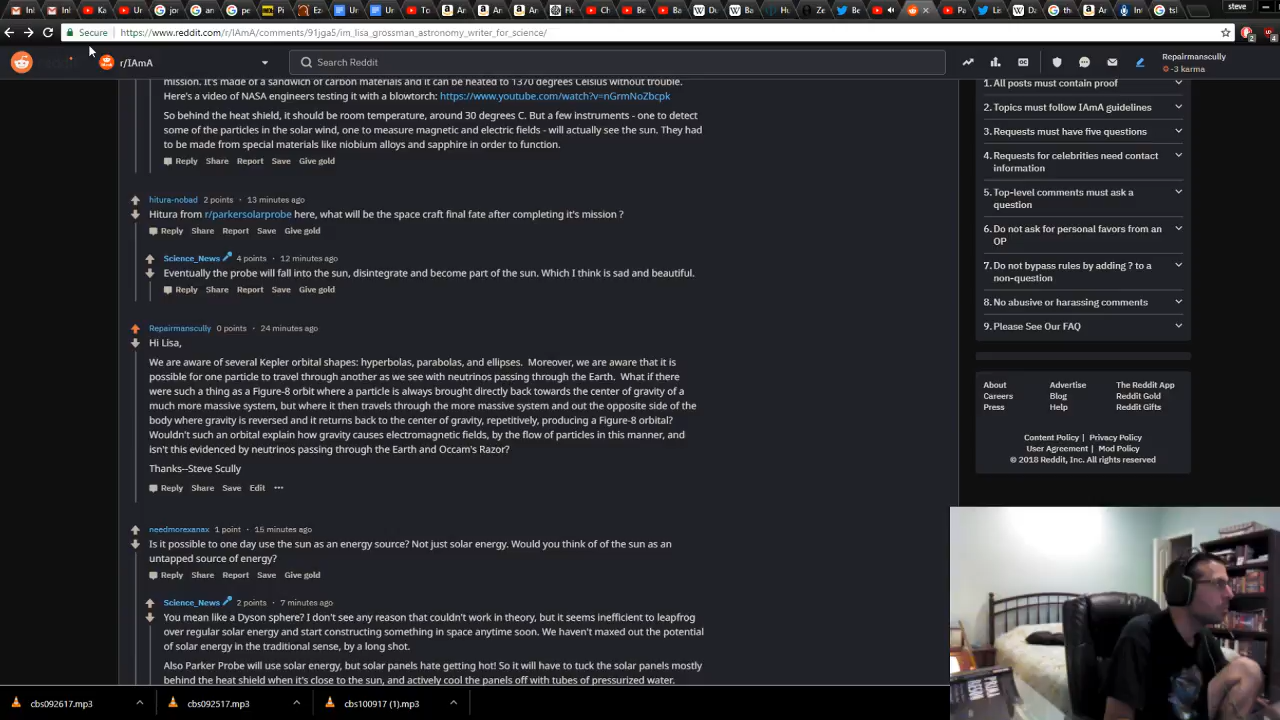 steve
Secure
https://www.reddit.com/r/IAmA/comments/91jga5/im_lisa_grossman_astronomy_writer_for_science/
r/IAmA
Search Reddit
Repairmanscully
-3 karma
mission. It's made of a sandwich of carbon materials and it can be heated to 1370 degrees Celsius without trouble.
Here's a video of NASA engineers testing it with a blowtorch: https://www.youtube.com/watch?v=nGrmNoZbcpk
So behind the heat shield, it should be room temperature, around 30 degrees C. But a few instruments - one to detect
some of the particles in the solar wind, one to measure magnetic and electric fields - will actually see the sun. They had
to be made from special materials like niobium alloys and sapphire in order to function.
Reply Share Report Save Give gold
hitura-nobad 2 points · 13 minutes ago
Hitura from r/parkersolarprobe here, what will be the space craft final fate after completing it's mission ?
Reply Share Report Save Give gold
Science_News 4 points · 12 minutes ago
Eventually the probe will fall into the sun, disintegrate and become part of the sun. Which I think is sad and beautiful.
Reply Share Report Save Give gold
Repairmanscully 0 points · 24 minutes ago
Hi Lisa,
We are aware of several Kepler orbital shapes: hyperbolas, parabolas, and ellipses. Moreover, we are aware that it is
possible for one particle to travel through another as we see with neutrinos passing through the Earth. What if there
were such a thing as a Figure-8 orbit where a particle is always brought directly back towards the center of gravity of a
much more massive system, but where it then travels through the more massive system and out the opposite side of the
body where gravity is reversed and it returns back to the center of gravity, repetitively, producing a Figure-8 orbital?
Wouldn't such an orbital explain how gravity causes electromagnetic fields, by the flow of particles in this manner, and
isn't this evidenced by neutrinos passing through the Earth and Occam's Razor?
Thanks--Steve Scully
Reply Share Save Edit ···
needmorexanax 1 point · 15 minutes ago
Is it possible to one day use the sun as an energy source? Not just solar energy. Would you think of of the sun as an
untapped source of energy?
Reply Share Report Save Give gold
Science_News 2 points · 7 minutes ago
You mean like a Dyson sphere? I don't see any reason that couldn't work in theory, but it seems inefficient to leapfrog
over regular solar energy and start constructing something in space anytime soon. We haven't maxed out the potential
of solar energy in the traditional sense, by a long shot.
Also Parker Probe will use solar energy, but solar panels hate getting hot! So it will have to tuck the solar panels mostly
behind the heat shield when it's close to the sun, and actively cool the panels off with tubes of pressurized water.
1. All posts must contain proof
2. Topics must follow IAmA guidelines
3. Requests must have five questions
4. Requests for celebrities need contact
information
5. Top-level comments must ask a
question
6. Do not ask for personal favors from an
OP
7. Do not bypass rules by adding ? to a
non-question
8. No abusive or harassing comments
9. Please See Our FAQ
About Advertise The Reddit App
Careers Blog Reddit Gold
Press Help Reddit Gifts
Content Policy | Privacy Policy
User Agreement | Mod Policy
© 2018 Reddit, Inc. All rights reserved
cbs092617.mp3
cbs092517.mp3
cbs100917 (1).mp3